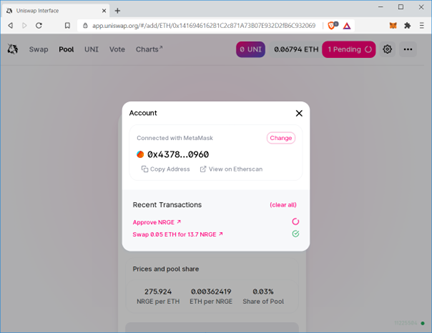 Uniswap Interface
app.uniswap.org/#/add/ETH/0x1416946162B1C2c871A73B07E932D2fB6C932069
Swap Pool UNI Vote Charts↗ 0 UNI 0.06794 ETH 1 Pending
Account
Connected with MetaMask Change
0x4378...0960
Copy Address View on Etherscan
Recent Transactions (clear all)
Approve NRGE ↗
Swap 0.05 ETH for 13.7 NRGE ↗
Prices and pool share
275.924 0.00362419 0.03%
NRGE per ETH ETH per NRGE Share of Pool